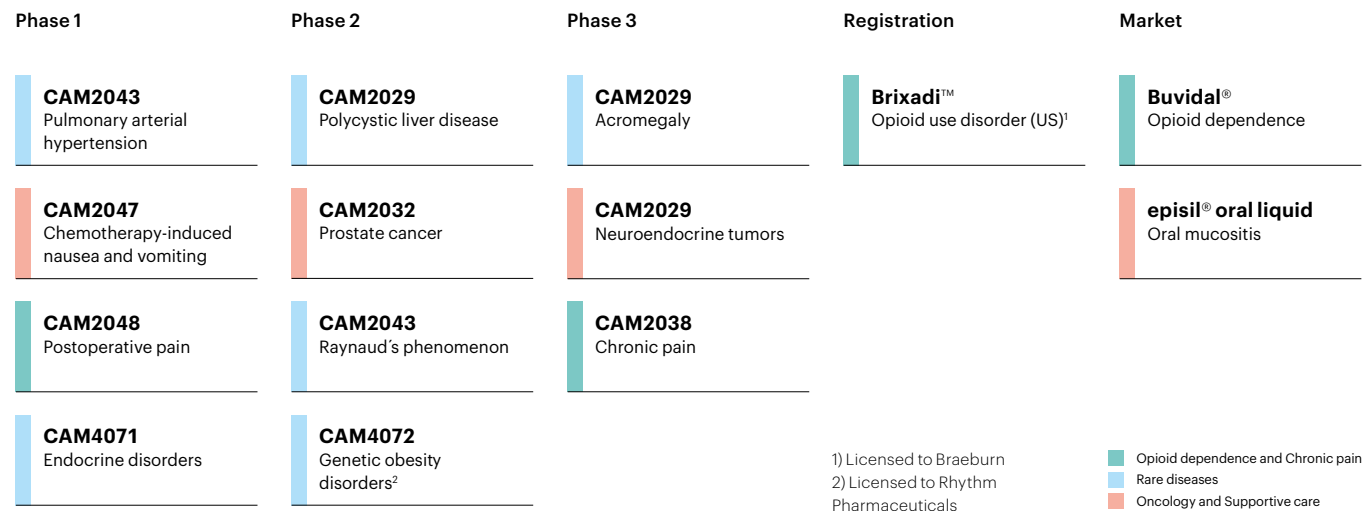 Phase 1
CAM2043
Pulmonary arterial
hypertension
CAM2047
Chemotherapy-induced
nausea and vomiting
CAM2048
Postoperative pain
CAM4071
Endocrine disorders
Phase 2
CAM2029
Polycystic liver disease
CAM2032
Prostate cancer
CAM2043
Raynaud´s phenomenon
CAM4072
Genetic obesity
disorders²
Phase 3
CAM2029
Acromegaly
CAM2029
Neuroendocrine tumors
CAM2038
Chronic pain
Registration
Brixadi™
Opioid use disorder (US)¹
Market
Buvidal®
Opioid dependence
episil® oral liquid
Oral mucositis
1) Licensed to Braeburn
2) Licensed to Rhythm
Pharmaceuticals
Opioid dependence and Chronic pain
Rare diseases
Oncology and Supportive care